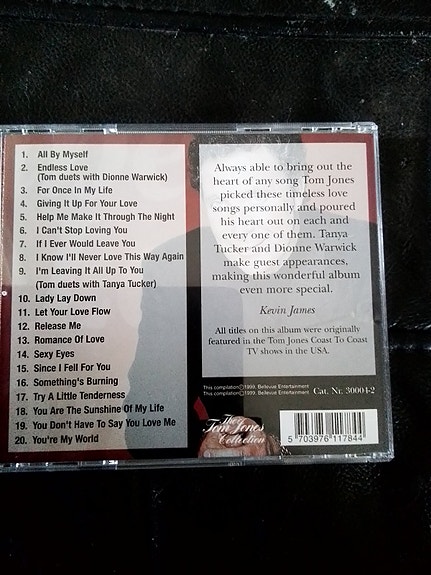 1. All By Myself
2. Endless Love
(Tom duets with Dionne Warwick)
3. For Once In My Life
4. Giving It Up For Your Love
5. Help Me Make It Through The Night
6. I Can't Stop Loving You
7. If I Ever Would Leave You
8. I Know I'll Never Love This Way Again
9. I'm Leaving It All Up To You
(Tom duets with Tanya Tucker)
10. Lady Lay Down
11. Let Your Love Flow
12. Release Me
13. Romance Of Love
14. Sexy Eyes
15. Since I Fell For You
16. Something's Burning
17. Try A Little Tenderness
18. You Are The Sunshine Of My Life
19. You Don't Have To Say You Love Me
20. You're My World
Always able to bring out the
heart of any song Tom Jones
picked these timeless love
songs personally and poured
his heart out on each and
every one of them. Tanya
Tucker and Dionne Warwick
make guest appearances,
making this wonderful album
even more special.
Kevin James
All titles on this album were originally
featured in the Tom Jones Coast To Coast
TV shows in the USA.
This compilation ℗1999, Bellevue Entertainment
This compilation ©1999, Bellevue Entertainment
Cat. Nr. 30004-2
The
Tom Jones
Collection
5 703976 117844